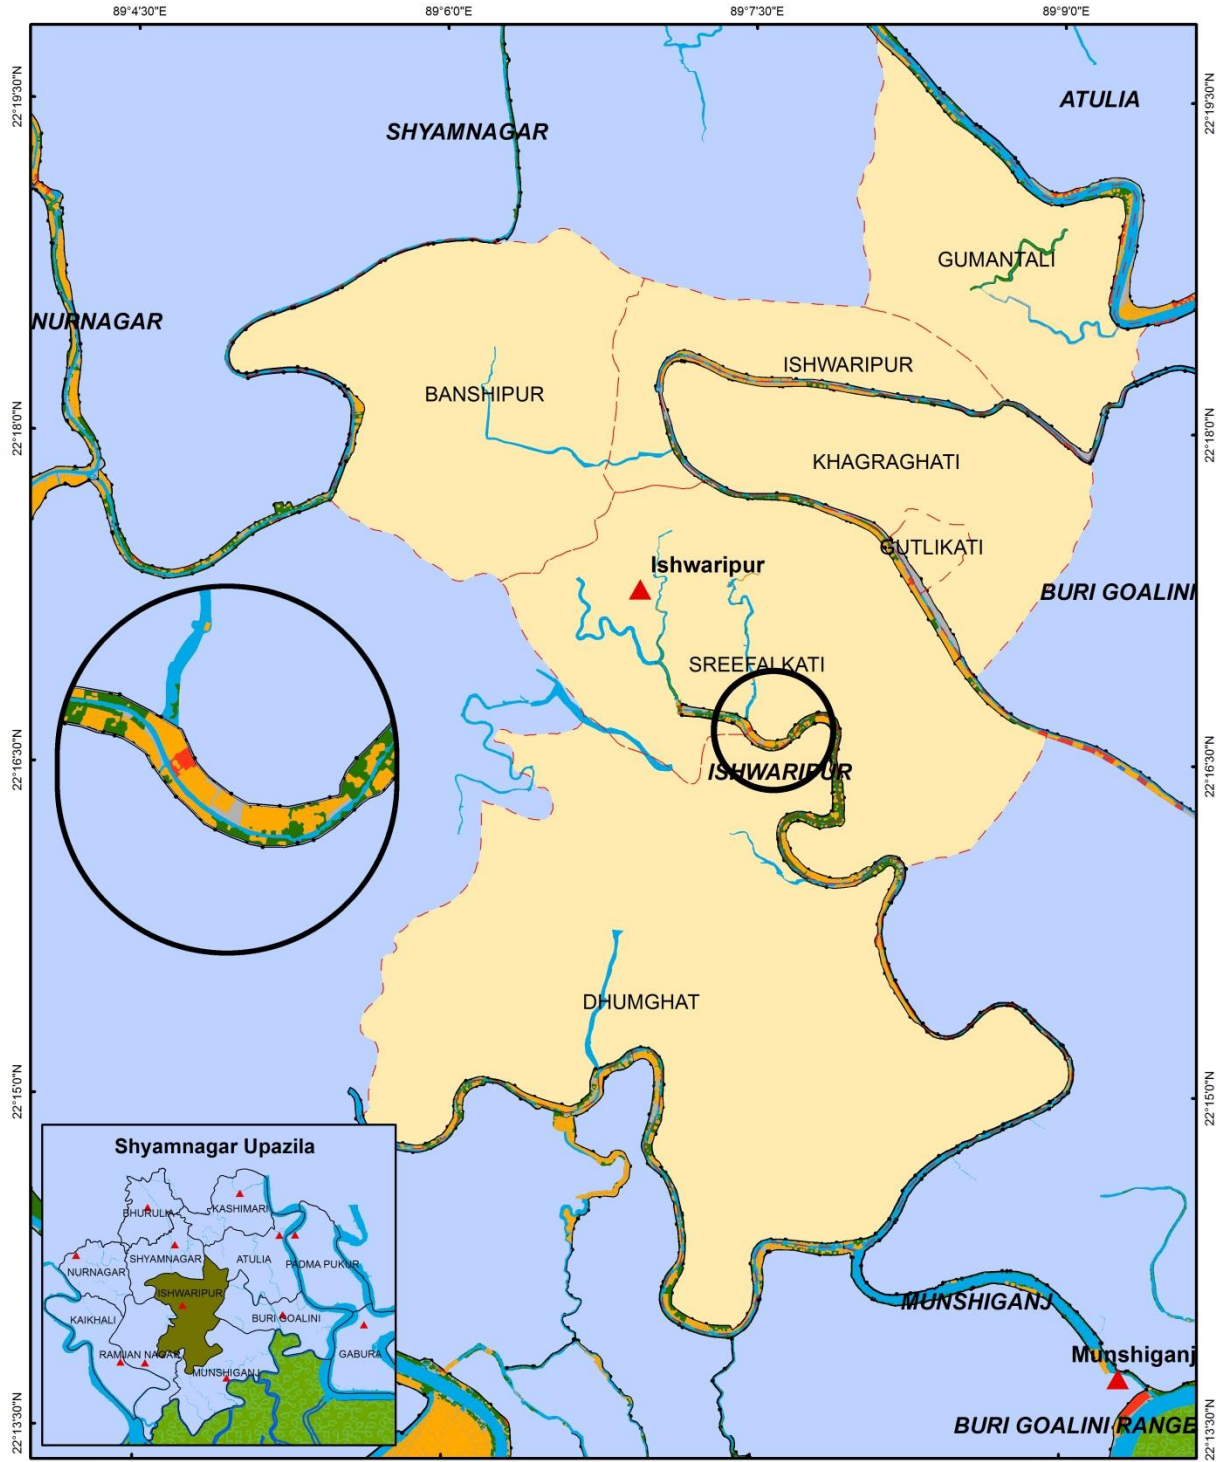 89°4'30"E
89°6'0"E
89°7'30"E
89°9'0"E
22°19'30"N
22°19'30"N
ATULIA
SHYAMNAGAR
GUMANTALI
NURNAGAR
ISHWARIPUR
BANSHIPUR
22°18'0"N
22°18'0"N
KHAGRAGHATI
GUTLIKATI
Ishwaripur
BURI GOALINI
SREEFALKATI
22°16'30"N
22°16'30"N
ISHWARIPUR
DHUMGHAT
22°15'0"N
22°15'0"N
Shyamnagar Upazila
BHURULIA
KASHIMARI
SHYAMNAGAR
ATULIA
PADMA PUKUR
NURNAGAR
ISHWARIPUR
KAIKHALI
BURI GOALINI
RAMJAN NAGAR
GABURA
MUNSHIGANJ
MUNSHIGANJ
Munshiganj
22°13'30"N
BURI GOALINI RANGE
22°13'30"N